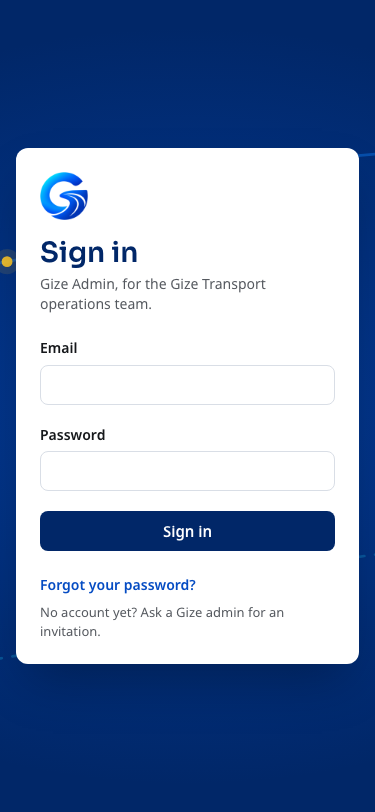 Sign in
Gize Admin, for the Gize Transport
operations team.
Email
Password
Sign in
Forgot your password?
No account yet? Ask a Gize admin for an
invitation.